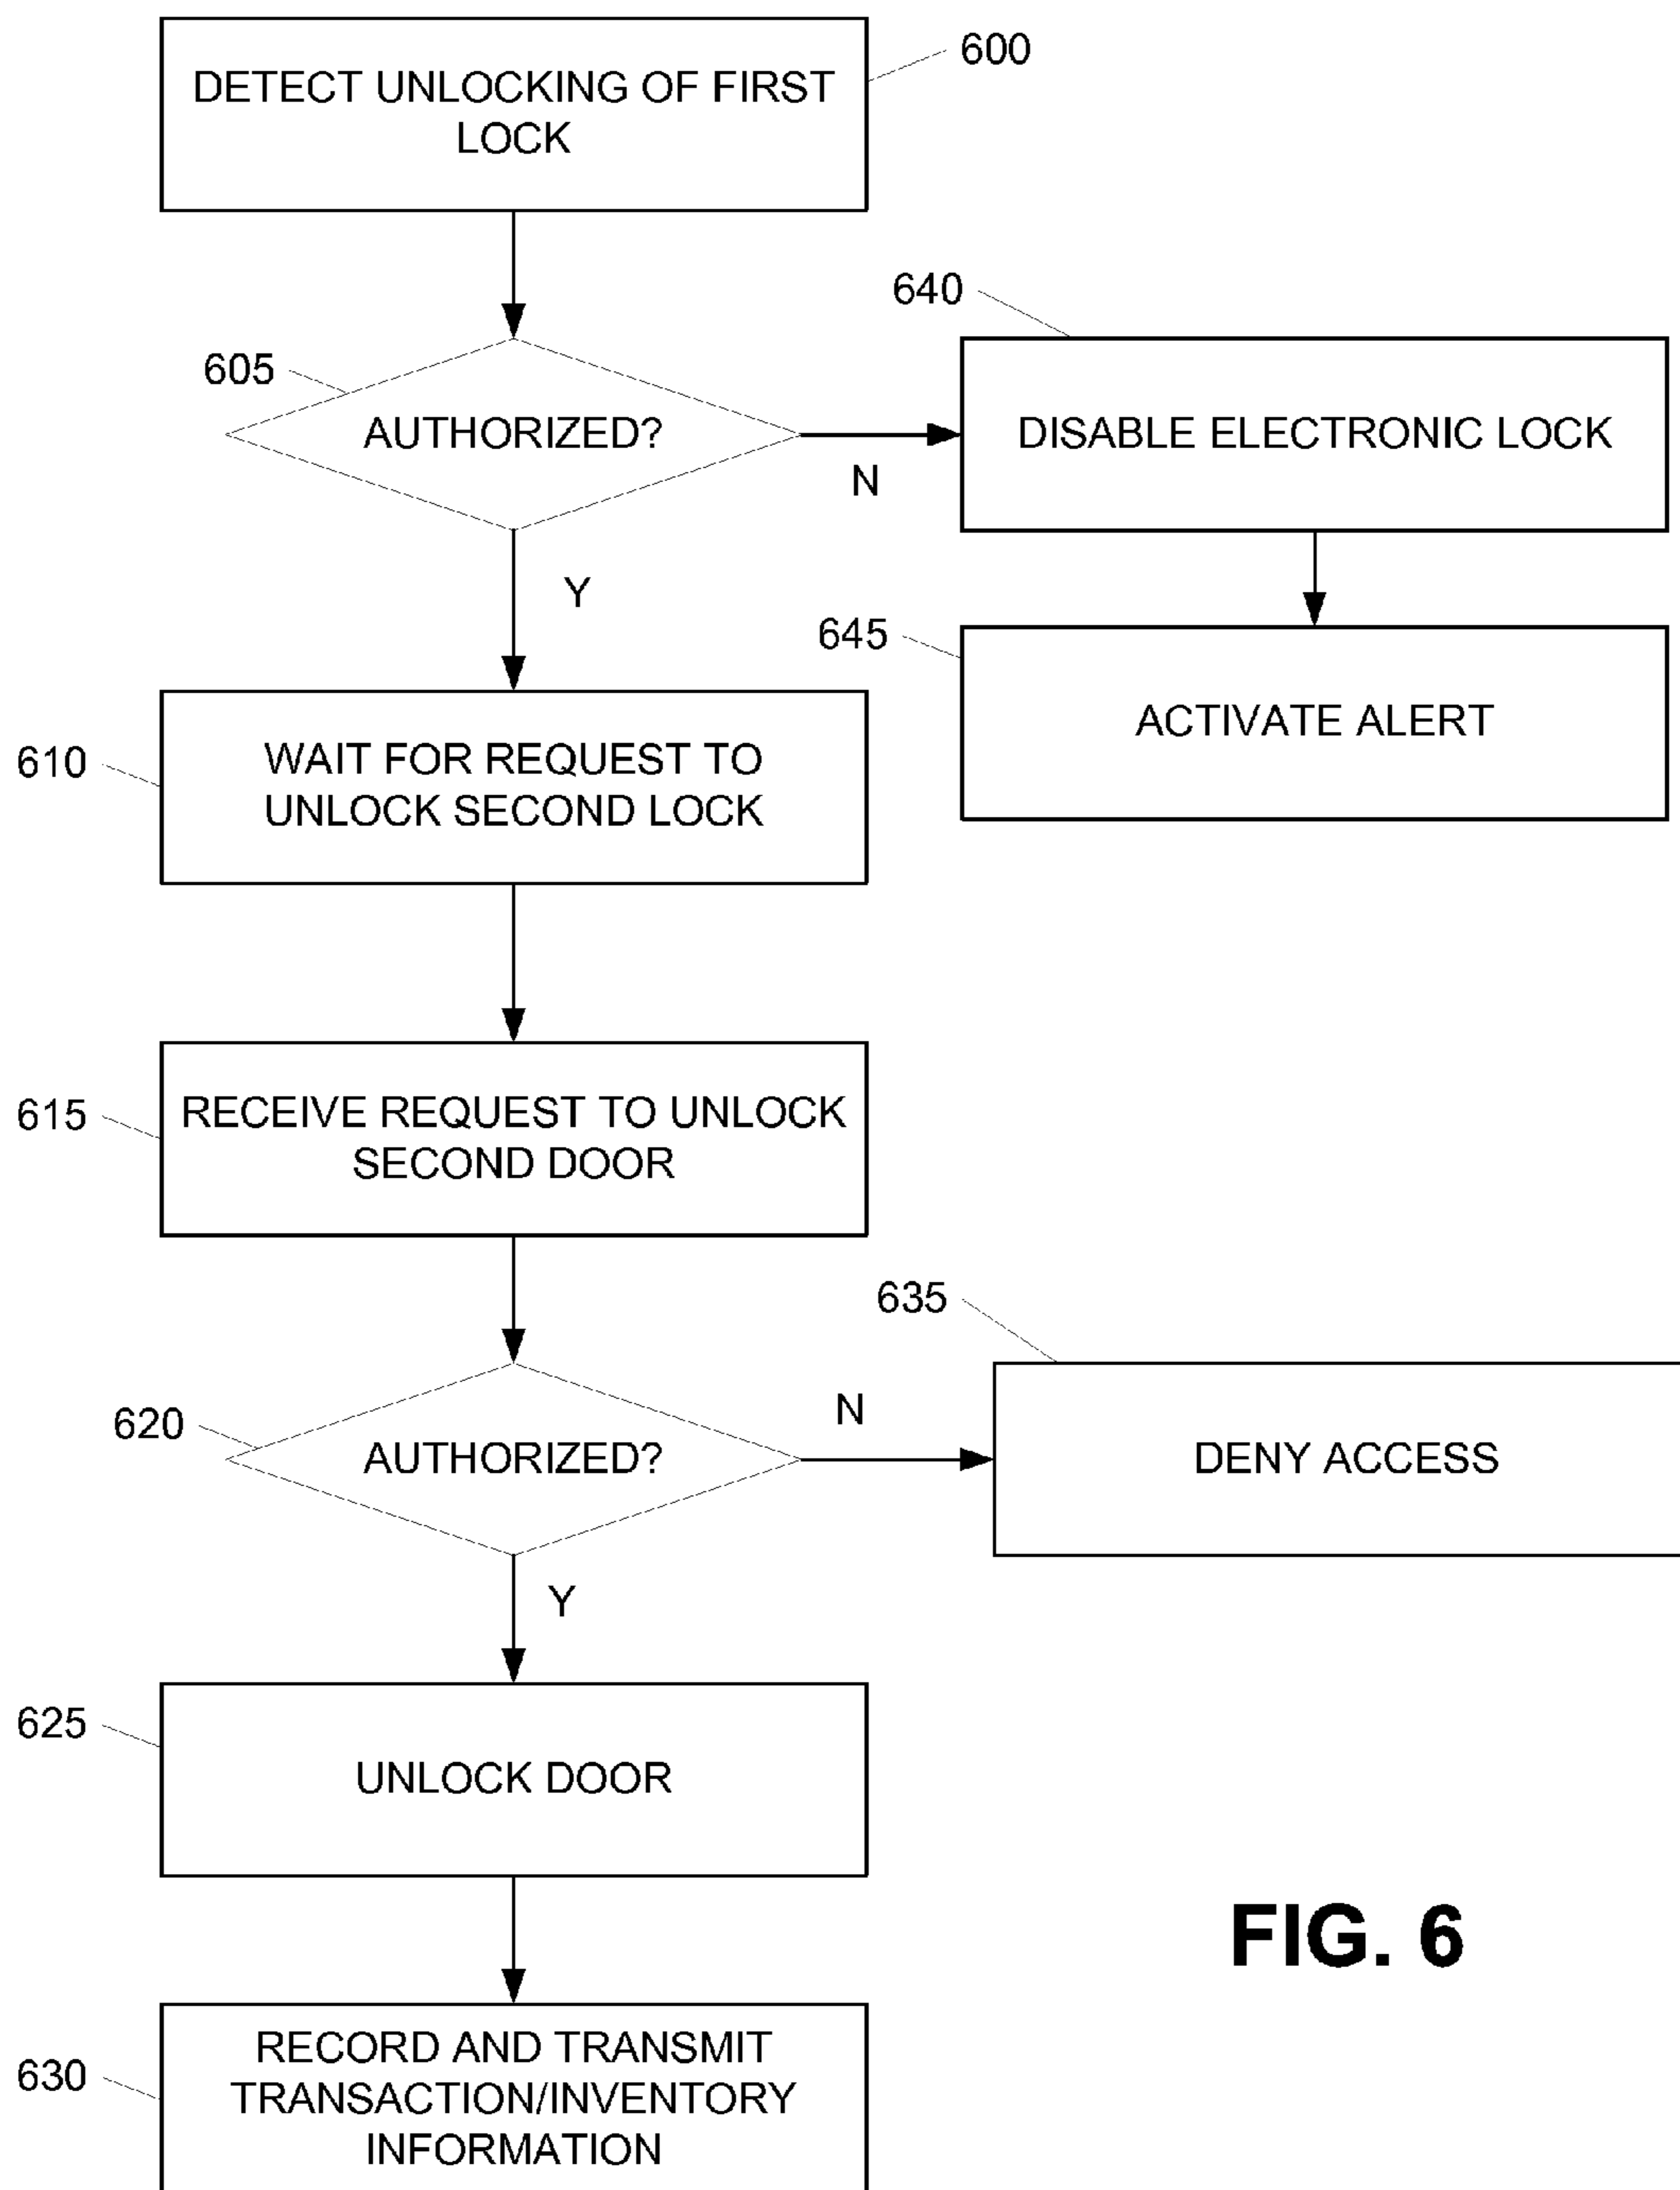 600
DETECT UNLOCKING OF FIRST
LOCK
640
605
AUTHORIZED?
N
DISABLE ELECTRONIC LOCK
Y
645
ACTIVATE ALERT
610
WAIT FOR REQUEST TO
UNLOCK SECOND LOCK
615
RECEIVE REQUEST TO UNLOCK
SECOND DOOR
635
620
AUTHORIZED?
N
DENY ACCESS
Y
625
UNLOCK DOOR
FIG. 6
630
RECORD AND TRANSMIT
TRANSACTION/INVENTORY
INFORMATION